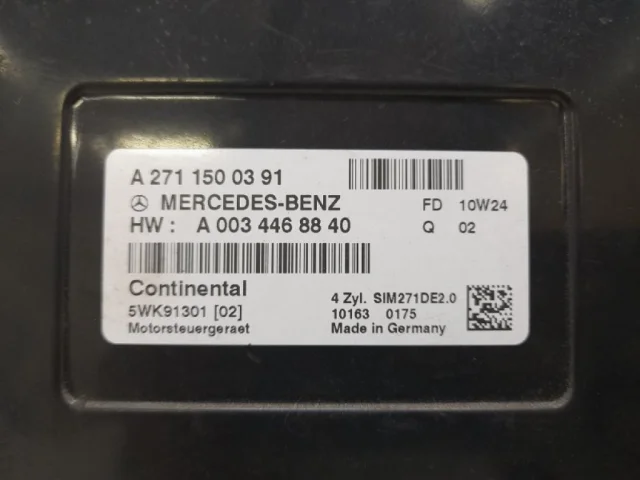 A 271 150 03 91
MERCEDES-BENZ FD 10W24
HW : A 003 446 88 40 Q 02
Continental
5WK91301 [02] 4 Zyl. SIM271DE2.0
10163 0175
Motorsteuergeraet Made in Germany